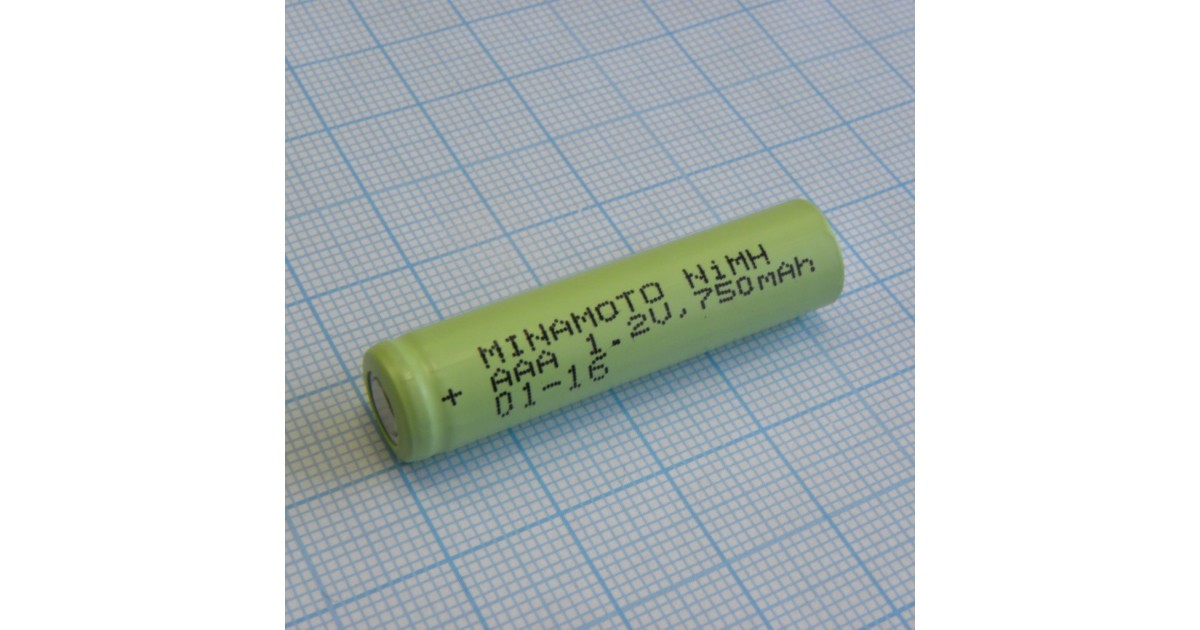 MINAMOTO NiMH
AAA 1.2V,750mAh
01-16
+